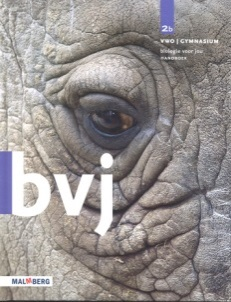 2b
VWO | GYMNASIUM
biologie voor jou
HANDBOEK
bvj
MALMBERG